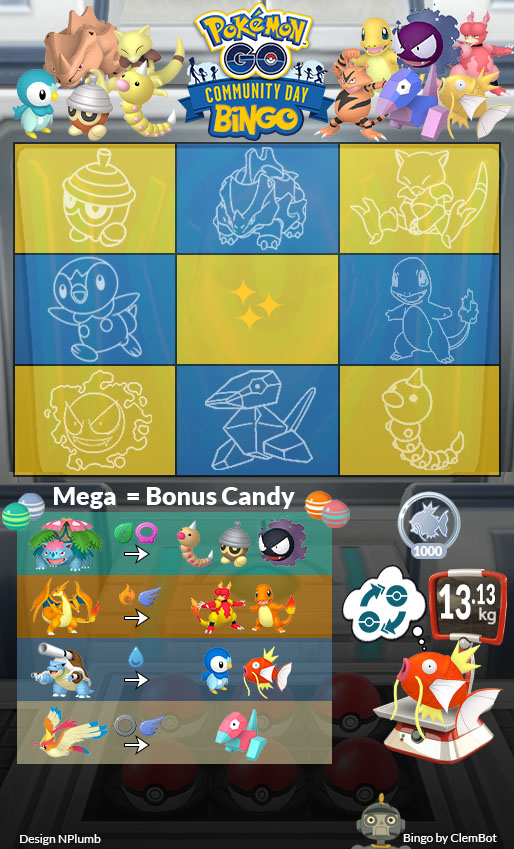 POKÉMON
GO
COMMUNITY DAY
BINGO
Mega = Bonus Candy
1000
13.13
kg
Design NPlumb
Bingo by ClemBot